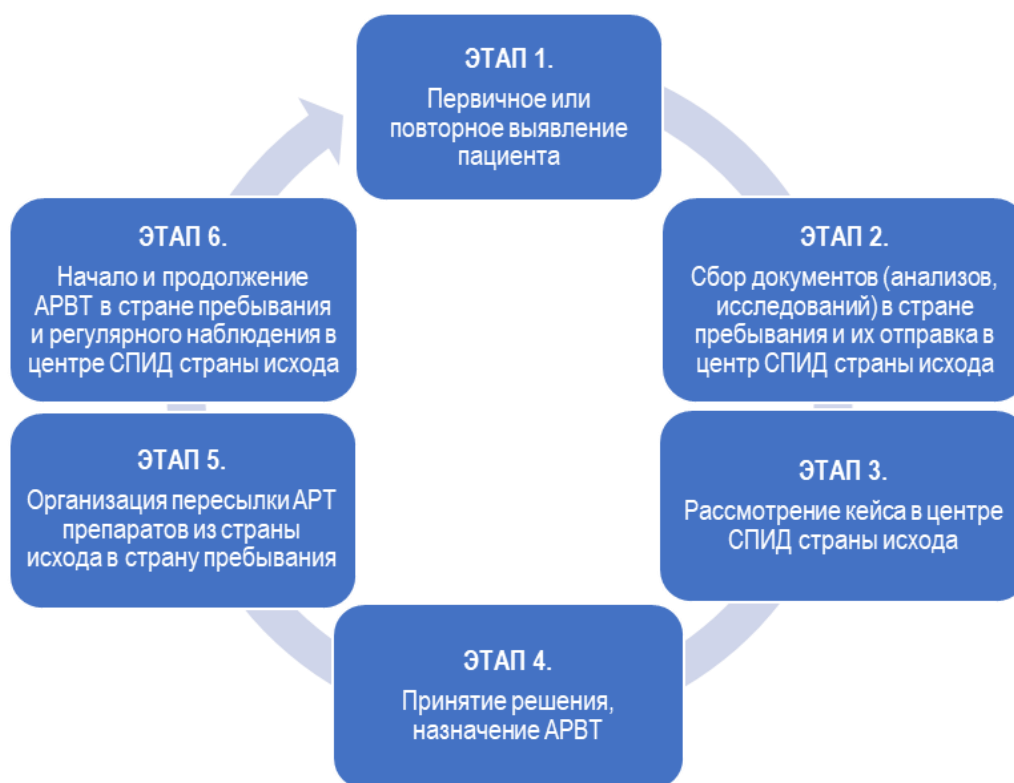 ЭТАП 1.
Первичное или
повторное выявление
пациента
ЭТАП 2.
Сбор документов (анализов,
исследований) в стране
пребывания и их отправка в
центр СПИД страны исхода
ЭТАП 3.
Рассмотрение кейса в центре
СПИД страны исхода
ЭТАП 4.
Принятие решения,
назначение АРВТ
ЭТАП 5.
Организация пересылки АРТ
препаратов из страны
исхода в страну пребывания
ЭТАП 6.
Начало и продолжение
АРВТ в стране пребывания
и регулярного наблюдения в
центре СПИД страны исхода